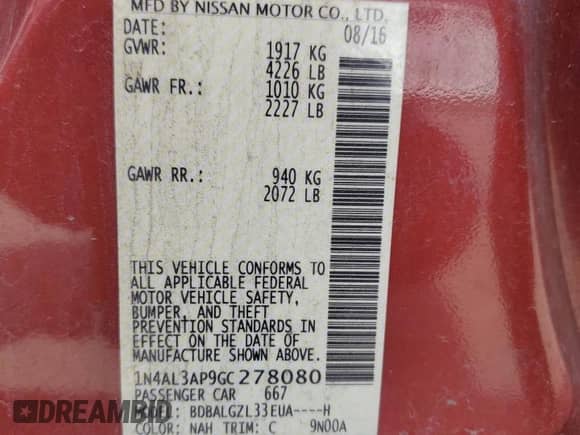 MFD BY NISSAN MOTOR CO., LTD.
DATE: 08/16
GVWR: 1917 KG
4226 LB
GAWR FR.: 1010 KG
2227 LB
GAWR RR.: 940 KG
2072 LB
THIS VEHICLE CONFORMS TO
ALL APPLICABLE FEDERAL
MOTOR VEHICLE SAFETY,
BUMPER, AND THEFT
PREVENTION STANDARDS IN
EFFECT ON THE DATE OF
MANUFACTURE SHOWN ABOVE.
1N4AL3AP9GC278080
PASSENGER CAR 667
MODEL: BDBALGZL33EUA----H
COLOR: NAH TRIM: C 9N00A
STATCARBID